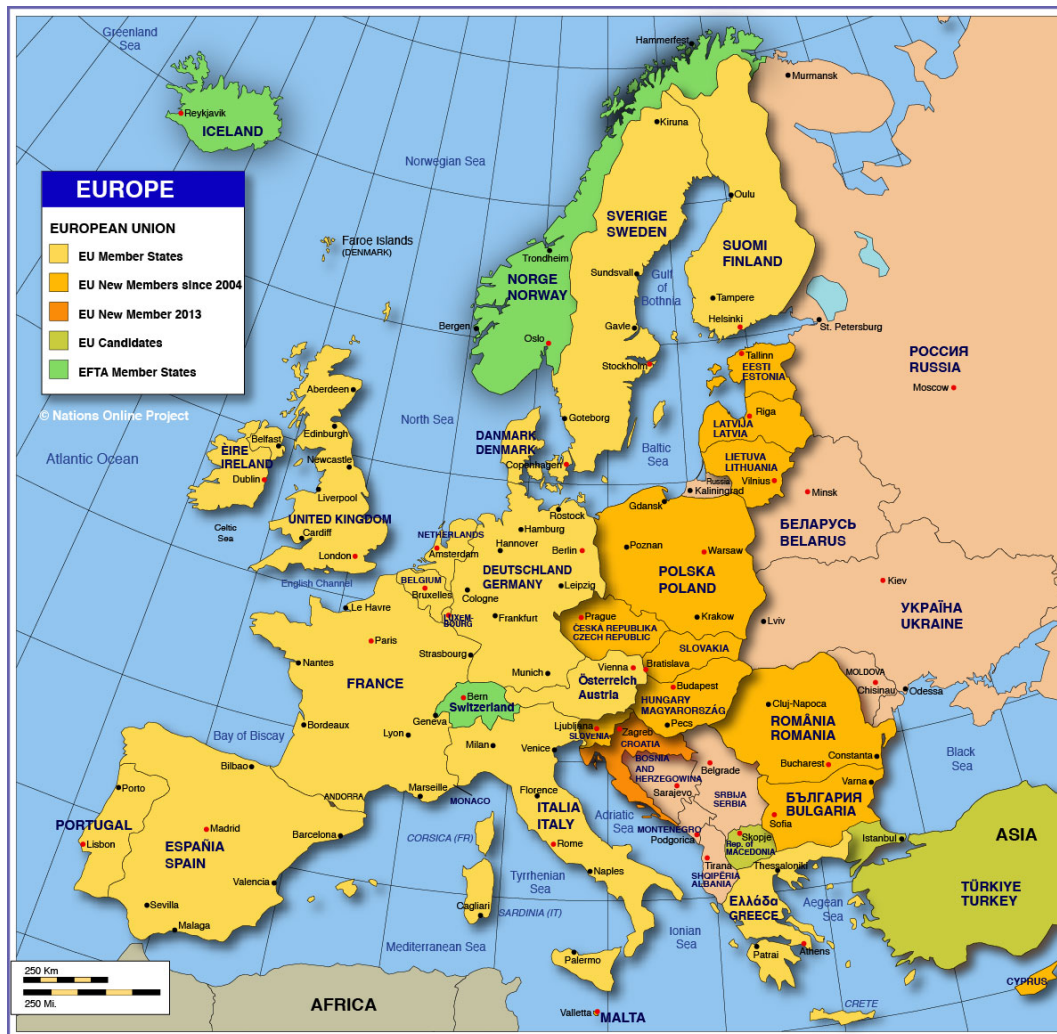 Greenland
Sea
Hammerfest
Murmansk
Reykjavik
ICELAND
Kiruna
Norwegian Sea
EUROPE
EUROPEAN UNION
EU Member States
EU New Members since 2004
EU New Member 2013
EU Candidates
EFTA Member States
© Nations Online Project
Oulu
SVERIGE
SWEDEN
SUOMI
FINLAND
Faroe Islands
(DENMARK)
Trondheim
Sundsvall
Gulf
of
Bothnia
NORGE
NORWAY
Tampere
Helsinki
Bergen
Gavle
Oslo
St. Petersburg
РОССИЯ
RUSSIA
Moscow
Stockholm
Tallinn
EESTI
ESTONIA
Aberdeen
North Sea
Goteborg
Riga
LATVIJA
LATVIA
Edinburgh
Belfast
DANMARK
DENMARK
Baltic
Sea
Atlantic Ocean
ÈIRE
IRELAND
Newcastle
Copenhagen
LIETUVA
LITHUANIA
Dublin
Russia
Kaliningrad
Vilnius
Minsk
Liverpool
Gdansk
Rostock
Celtic
Sea
UNITED KINGDOM
Cardiff
NETHERLANDS
Amsterdam
Hamburg
Hannover
Berlin
БЕЛАРУСЬ
BELARUS
Poznan
Warsaw
London
English Channel
BELGIUM
Bruxelles
DEUTSCHLAND
GERMANY
Leipzig
Cologne
POLSKA
POLAND
Kiev
Le Havre
LUXEM-
BOURG
Frankfurt
Prague
ČESKA REPUBLIKA
CZECH REPUBLIC
Krakow
Lviv
УКРАЇНА
UKRAINE
Paris
Strasbourg
SLOVAKIA
Nantes
Munich
Vienna
Bratislava
Österreich
Austria
MOLDOVA
Chisinau
Odessa
FRANCE
Bern
Switzerland
Geneva
Budapest
HUNGARY
MAGYARORSZÁG
Pecs
Cluj-Napoca
ROMÂNIA
ROMANIA
Bordeaux
Lyon
Milan
Venice
Ljubljana
SLOVENIA
Zagreb
CROATIA
Bay of Biscay
BOSNIA
AND
HERZEGOWINA
Belgrade
Bucharest
Constanta
Black
Sea
Bilbao
Sarajevo
Varna
Porto
ANDORRA
Marseille
MONACO
Florence
SRBIJA
SERBIA
БЪЛГАРИЯ
BULGARIA
ITALIA
ITALY
Adriatic
Sea
PORTUGAL
Madrid
Barcelona
CORSICA (FR)
MONTENEGRO
Podgorica
Skopje
Sofia
Istanbul
ASIA
Lisbon
ESPAÑIA
SPAIN
Rome
Rep. of
MACEDONIA
Tirana
SHQIPËRIA
ALBANIA
Thessaloniki
Valencia
Tyrrhenian
Sea
Naples
TÜRKIYE
TURKEY
Sevilla
Cagliari
SARDINIA (IT)
Ελλάδα
GREECE
Aegean
Sea
Malaga
Mediterranean Sea
Ionian
Sea
Palermo
Patrai
Athens
250 Km
250 Mi.
CYPRUS
AFRICA
CRETE
Valletta
MALTA